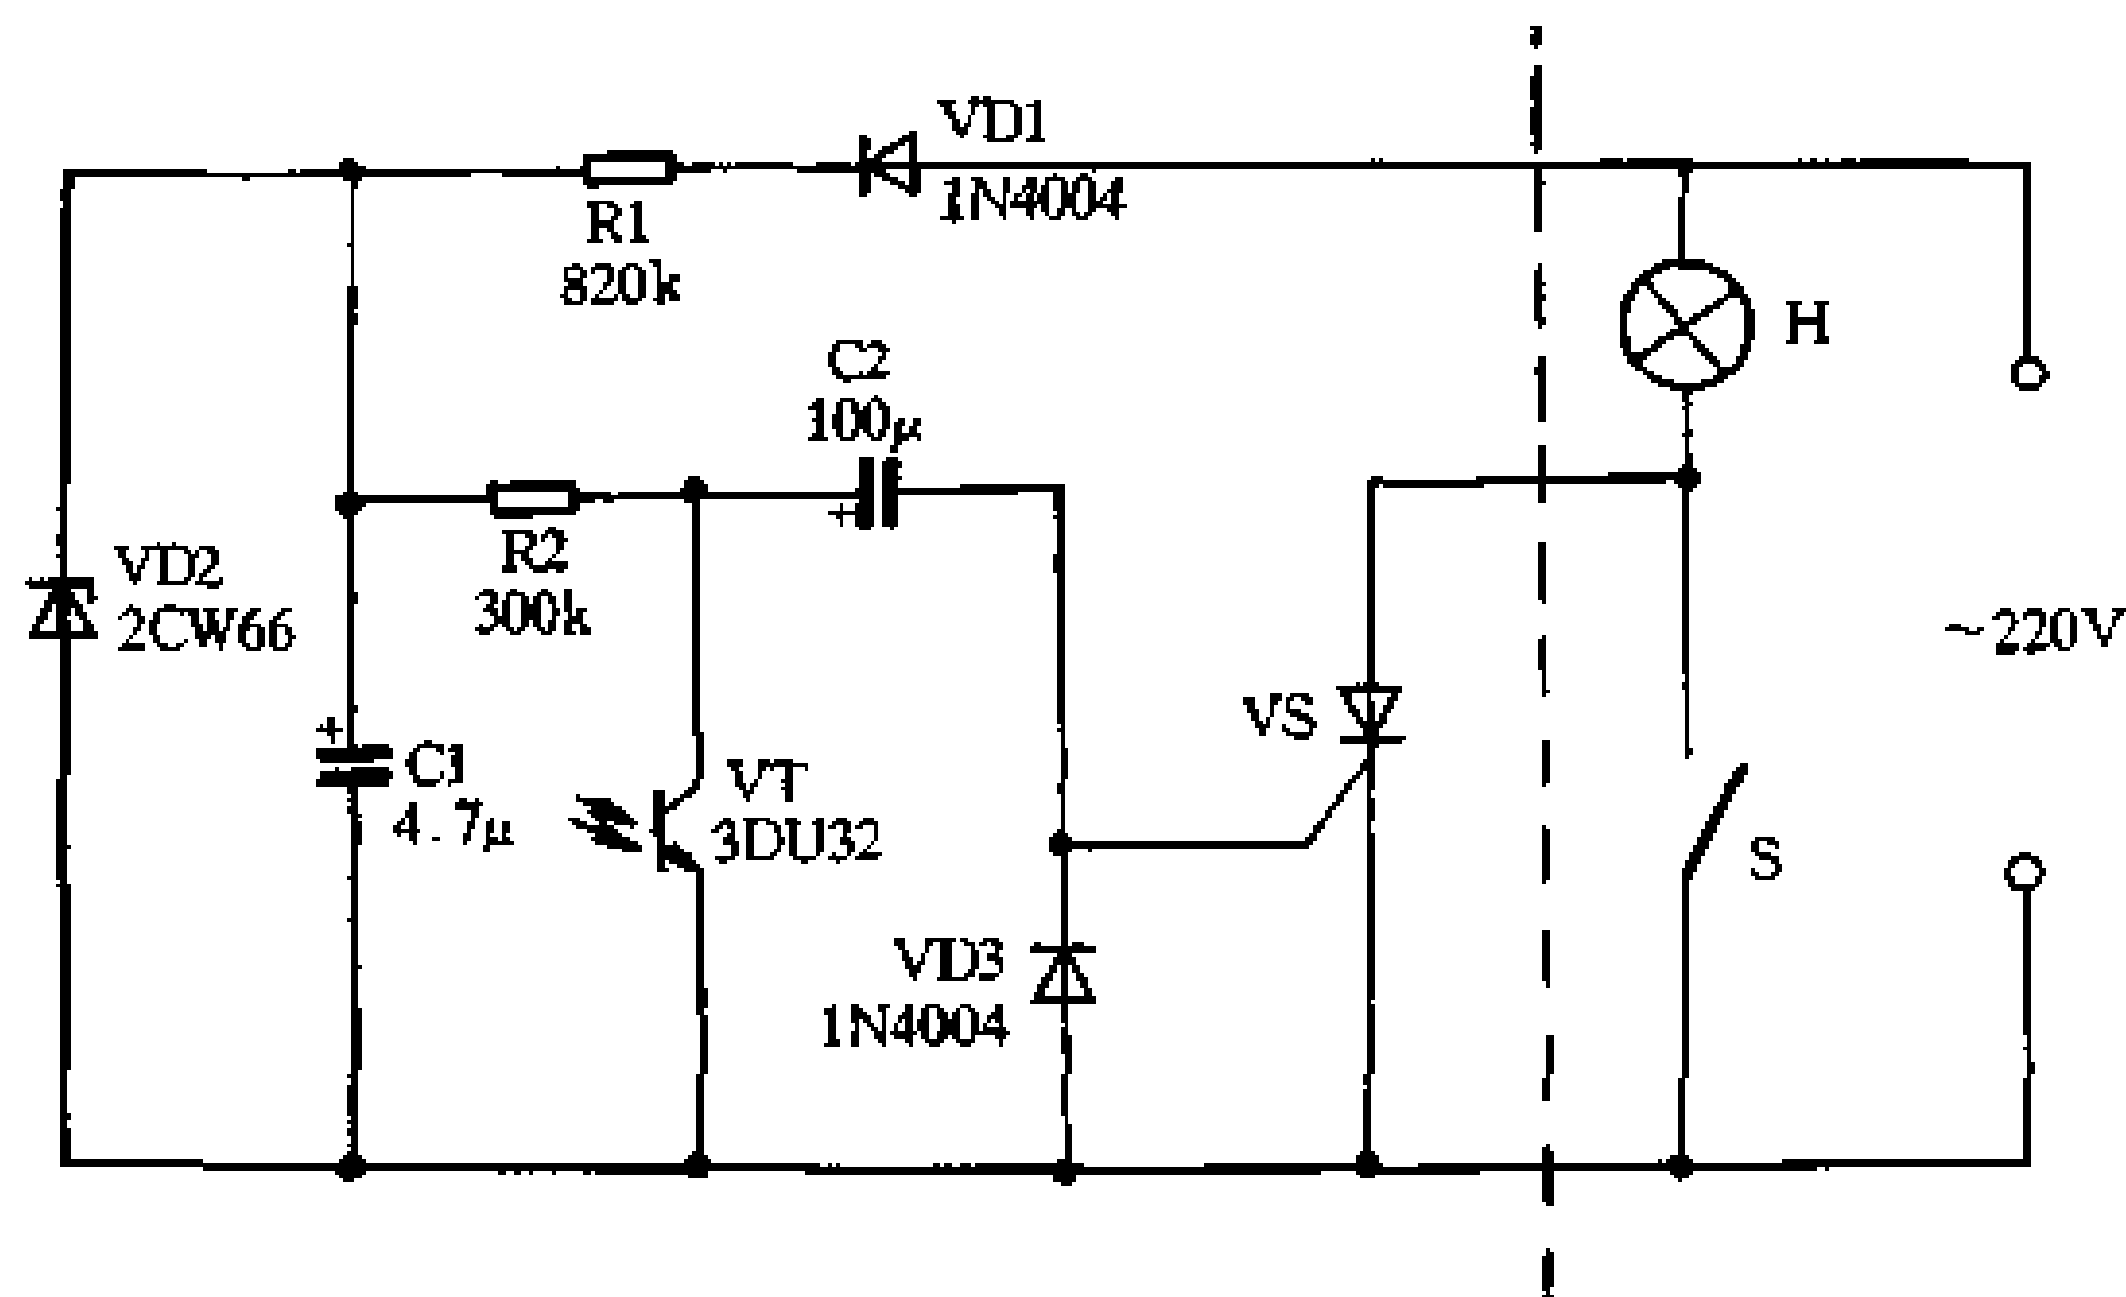 VD1
1N4004
R1
820k
H
C2
100μ
R2
300k
VD2
2CW66
~220V
VS
+
C1
4.7μ
+
VT
3DU32
S
VD3
1N4004